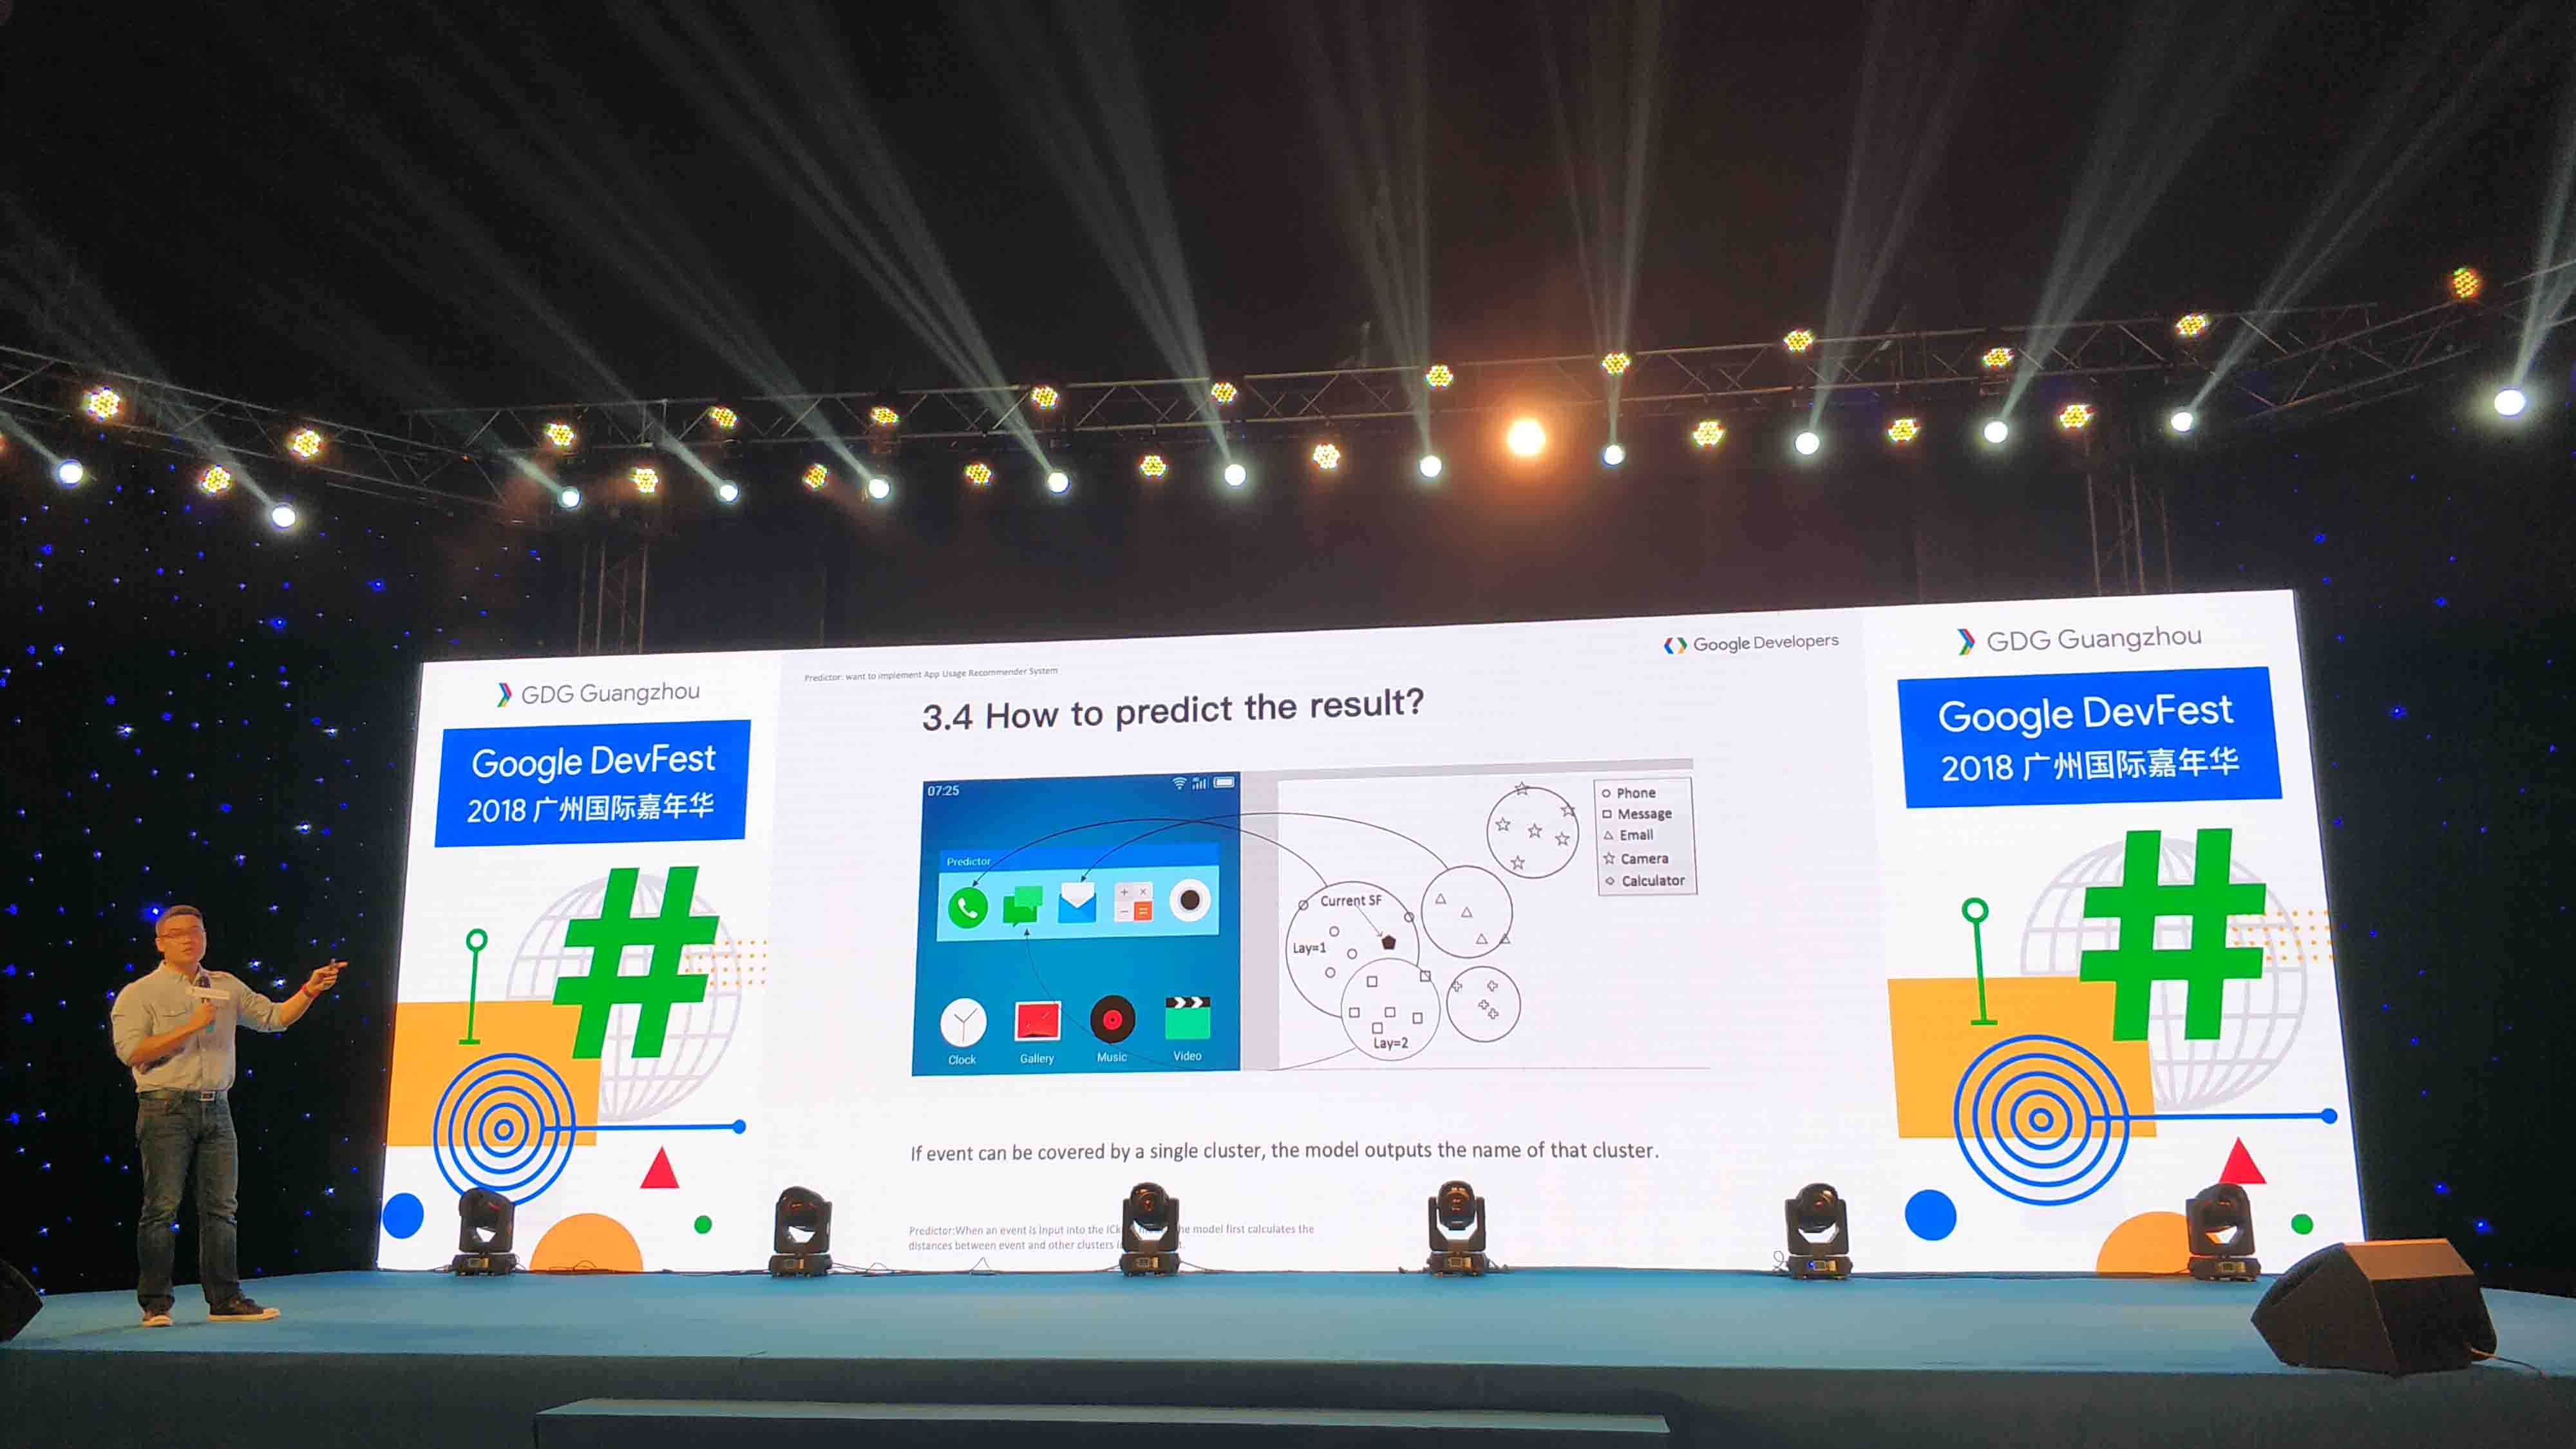 GDG Guangzhou
Google DevFest
2018 广州国际嘉年华
Predictor: want to implement App Usage Recommender System
Google Developers
3.4 How to predict the result?
07:25
Predictor
Clock
Gallery
Music
Video
Current SF
Lay=1
Lay=2
Phone
Message
Email
Camera
Calculator
If event can be covered by a single cluster, the model outputs the name of that cluster.
Predictor:When an event is Input into the model first calculates the
distances between event and other clusters
GDG Guangzhou
Google DevFest
2018 广州国际嘉年华